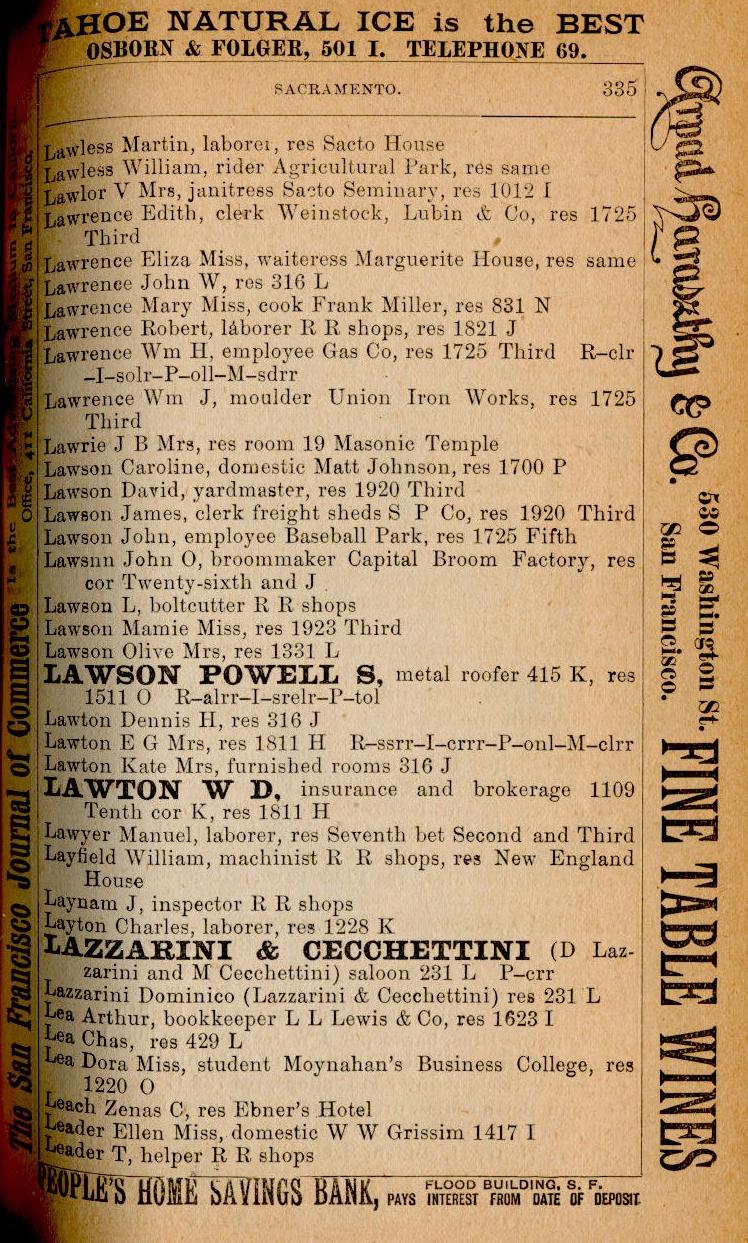 TAHOE NATURAL ICE is the BEST
OSBORN & FOLGER, 501 I. TELEPHONE 69.
SACRAMENTO. 335
Lawless Martin, laborer, res Sacto House
Lawless William, rider Agricultural Park, res same
Lawlor V Mrs, janitress Sacto Seminary, res 1012 I
Lawrence Edith, clerk Weinstock, Lubin & Co, res 1725
Third
Lawrence Eliza Miss, waiteress Marguerite House, res same
Lawrence John W, res 316 L
Lawrence Mary Miss, cook Frank Miller, res 831 N
Lawrence Robert, laborer R R shops, res 1821 J
Lawrence Wm H, employee Gas Co, res 1725 Third R–clr
–I–solr–P–oll–M–sdrr
Lawrence Wm J, moulder Union Iron Works, res 1725
Third
Lawrie J B Mrs, res room 19 Masonic Temple
Lawson Caroline, domestic Matt Johnson, res 1700 P
Lawson David, yardmaster, res 1920 Third
Lawson James, clerk freight sheds S P Co, res 1920 Third
Lawson John, employee Baseball Park, res 1725 Fifth
Lawsnn John O, broommaker Capital Broom Factory, res
cor Twenty-sixth and J
Lawson L, boltcutter R R shops
Lawson Mamie Miss, res 1923 Third
Lawson Olive Mrs, res 1331 L
LAWSON POWELL S, metal roofer 415 K, res
1511 O R–alrr–I–srelr–P–tol
Lawton Dennis H, res 316 J
Lawton E G Mrs, res 1811 H R–ssrr–I–crrr–P–onl–M–clrr
Lawton Kate Mrs, furnished rooms 316 J
LAWTON W D, insurance and brokerage 1109
Tenth cor K, res 1811 H
Lawyer Manuel, laborer, res Seventh bet Second and Third
Layfield William, machinist R R shops, res New England
House
Laynam J, inspector R R shops
Layton Charles, laborer, res 1228 K
LAZZARINI & CECCHETTINI (D Laz-
zarini and M Cecchettini) saloon 231 L P–crr
Lazzarini Dominico (Lazzarini & Cecchettini) res 231 L
Lea Arthur, bookkeeper L L Lewis & Co, res 1623 I
Lea Chas, res 429 L
Lea Dora Miss, student Moynahan's Business College, res
1220 O
Leach Zenas C, res Ebner's Hotel
Leader Ellen Miss, domestic W W Grissim 1417 I
Leader T, helper R R shops
PEOPLE'S HOME SAVINGS BANK, FLOOD BUILDING, S. F.
PAYS INTEREST FROM DATE OF DEPOSIT
Arpad Haraszthy & Co. 530 Washington St.
San Francisco.
FINE TABLE WINES
The San Francisco Journal of Commerce Is the Best
Office, 411 California Street, San Francisco.